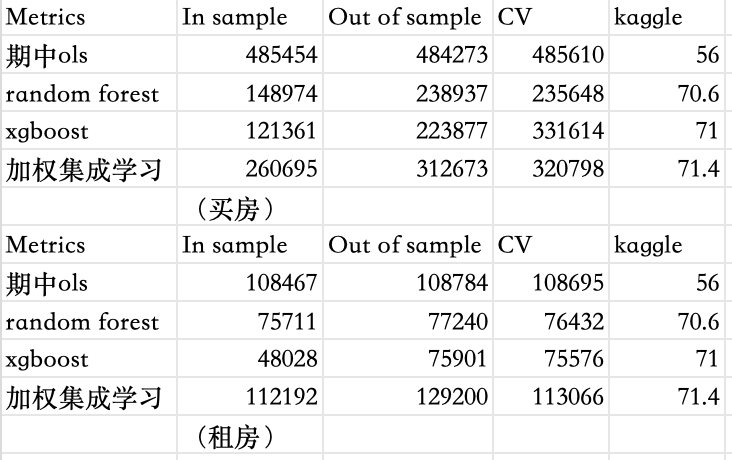 Metrics In sample Out of sample CV kaggle
期中ols 485454 484273 485610 56
random forest 148974 238937 235648 70.6
xgboost 121361 223877 331614 71
加权集成学习 260695 312673 320798 71.4
（买房）
Metrics In sample Out of sample CV kaggle
期中ols 108467 108784 108695 56
random forest 75711 77240 76432 70.6
xgboost 48028 75901 75576 71
加权集成学习 112192 129200 113066 71.4
（租房）